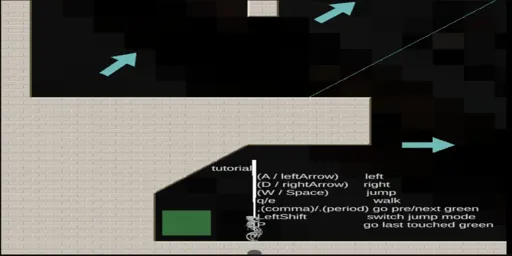 tutorial
(A / leftArrow) left
(D / rightArrow) right
(W / Space) jump
q/e walk
.(comma)/.(period) go pre/next green
LeftShift switch jump mode
go last touched green